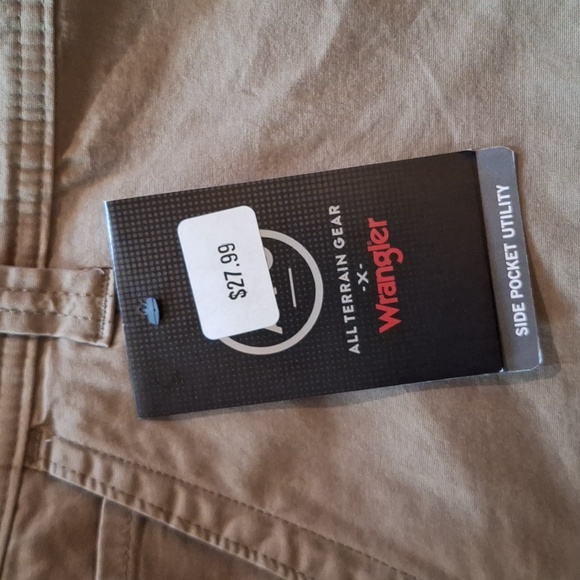 $27.99
ALL TERRAIN GEAR
-X-
Wrangler
SIDE POCKET UTILITY